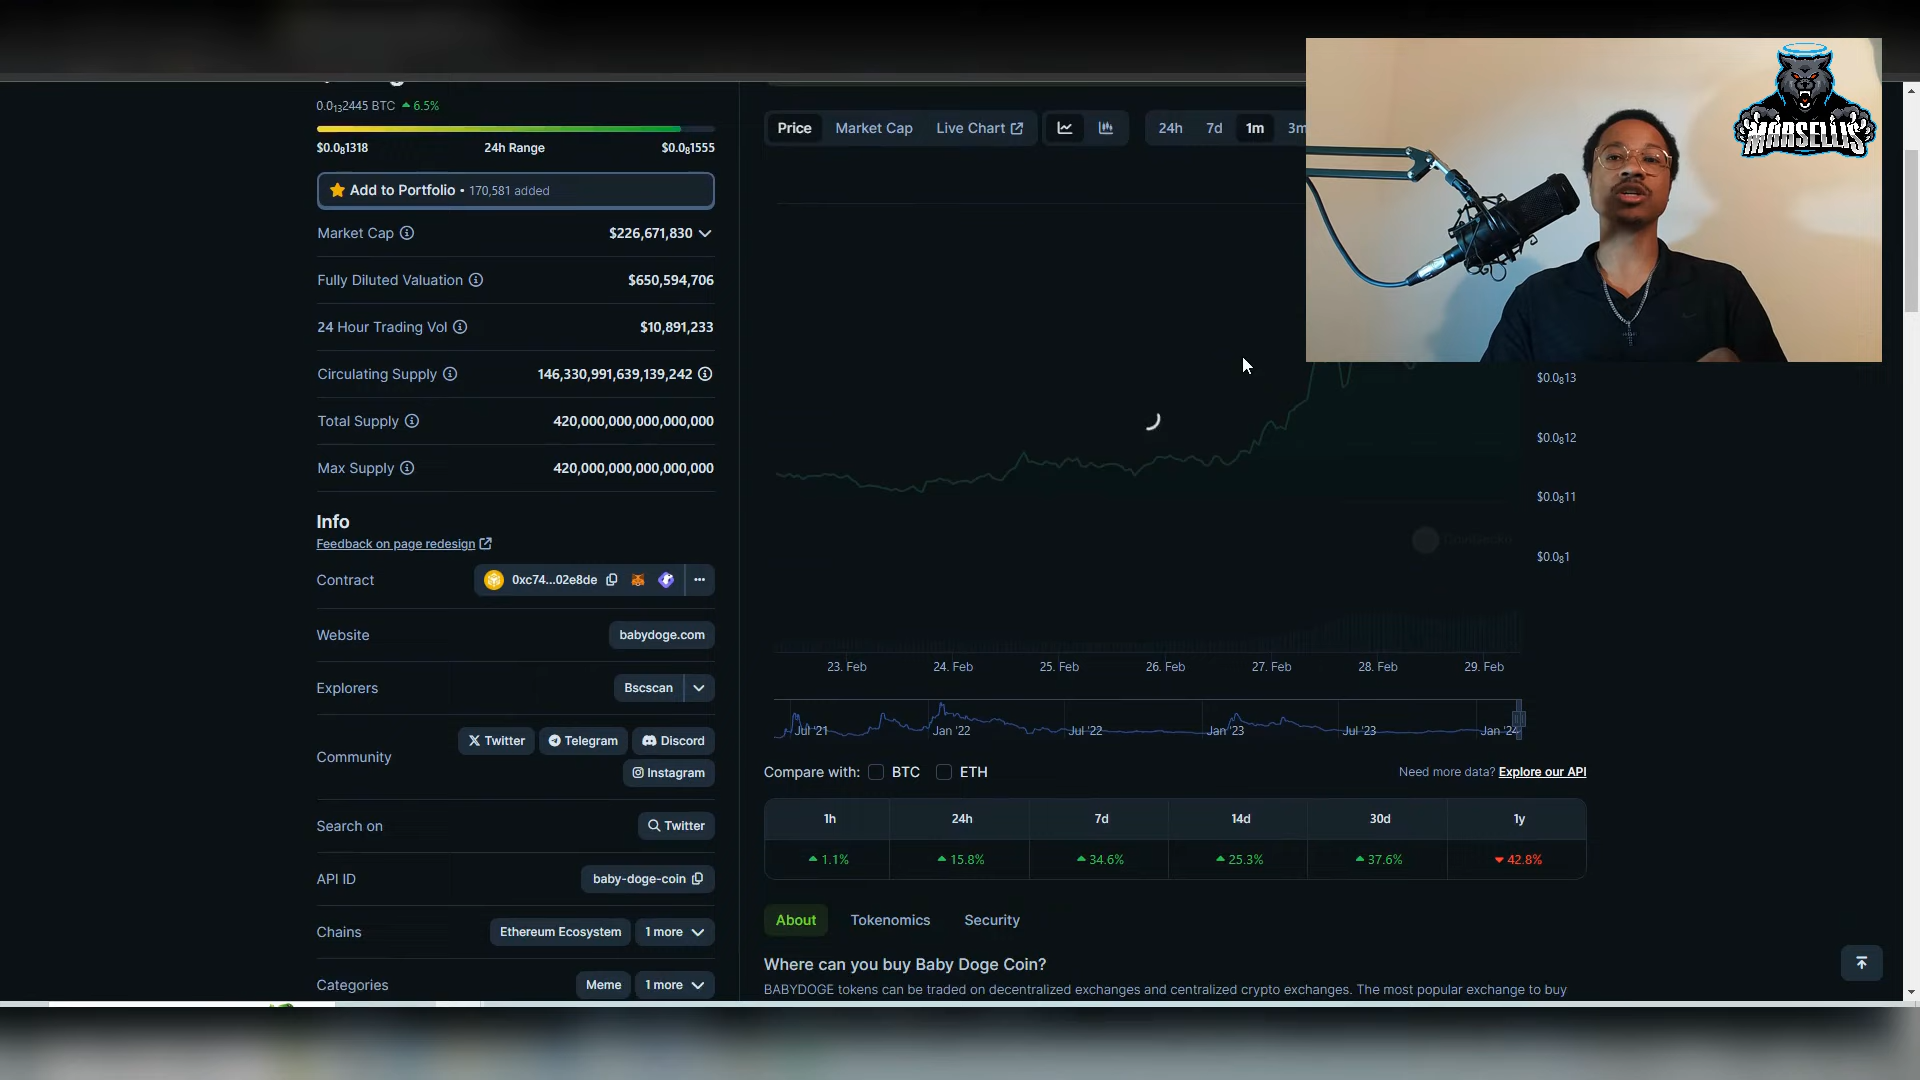 0.0₁₃2445 BTC 6.5%
$0.0₈1318 24h Range $0.0₈1555
Add to Portfolio • 170,581 added
Market Cap $226,671,830
Fully Diluted Valuation $650,594,706
24 Hour Trading Vol $10,891,233
Circulating Supply 146,330,991,639,139,242
Total Supply 420,000,000,000,000,000
Max Supply 420,000,000,000,000,000
Info
Feedback on page redesign
Contract 0xc74...02e8de
Website babydoge.com
Explorers Bscscan
Community Twitter Telegram Discord
Instagram
Search on Twitter
API ID baby-doge-coin
Chains Ethereum Ecosystem 1 more
Categories Meme 1 more
Price Market Cap Live Chart 24h 7d 1m 3m
MARSELLIS
$0.0₈13
$0.0₈12
$0.0₈11
CoinGecko
$0.0₈1
23. Feb 24. Feb 25. Feb 26. Feb 27. Feb 28. Feb 29. Feb
Jul '21 Jan '22 Jul '22 Jan '23 Jul '23 Jan '24
Compare with: BTC ETH Need more data? Explore our API
1h 24h 7d 14d 30d 1y
1.1% 15.8% 34.6% 25.3% 37.6% 42.8%
About Tokenomics Security
Where can you buy Baby Doge Coin?
BABYDOGE tokens can be traded on decentralized exchanges and centralized crypto exchanges. The most popular exchange to buy